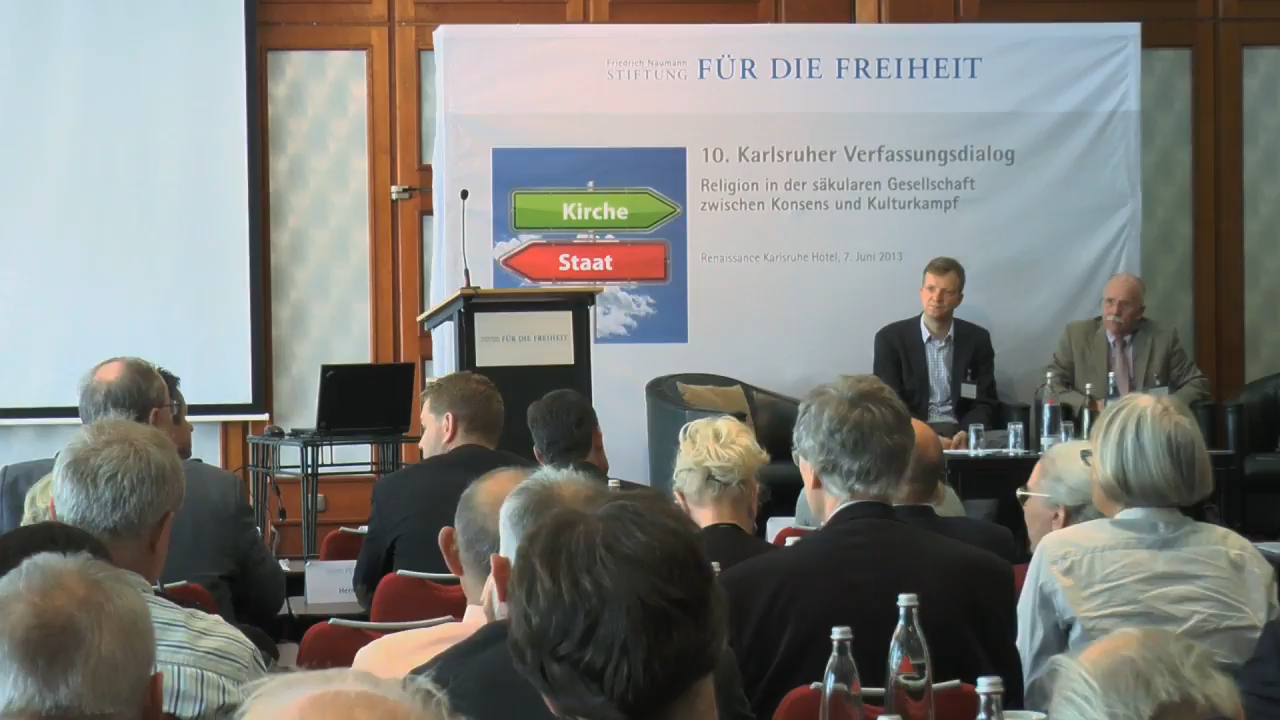 Friedrich Naumann
STIFTUNG FÜR DIE FREIHEIT
10. Karlsruher Verfassungsdialog
Religion in der säkularen Gesellschaft
zwischen Konsens und Kulturkampf
Renaissance Karlsruhe Hotel, 7. Juni 2013
Kirche
Staat
FÜR DIE FREIHEIT